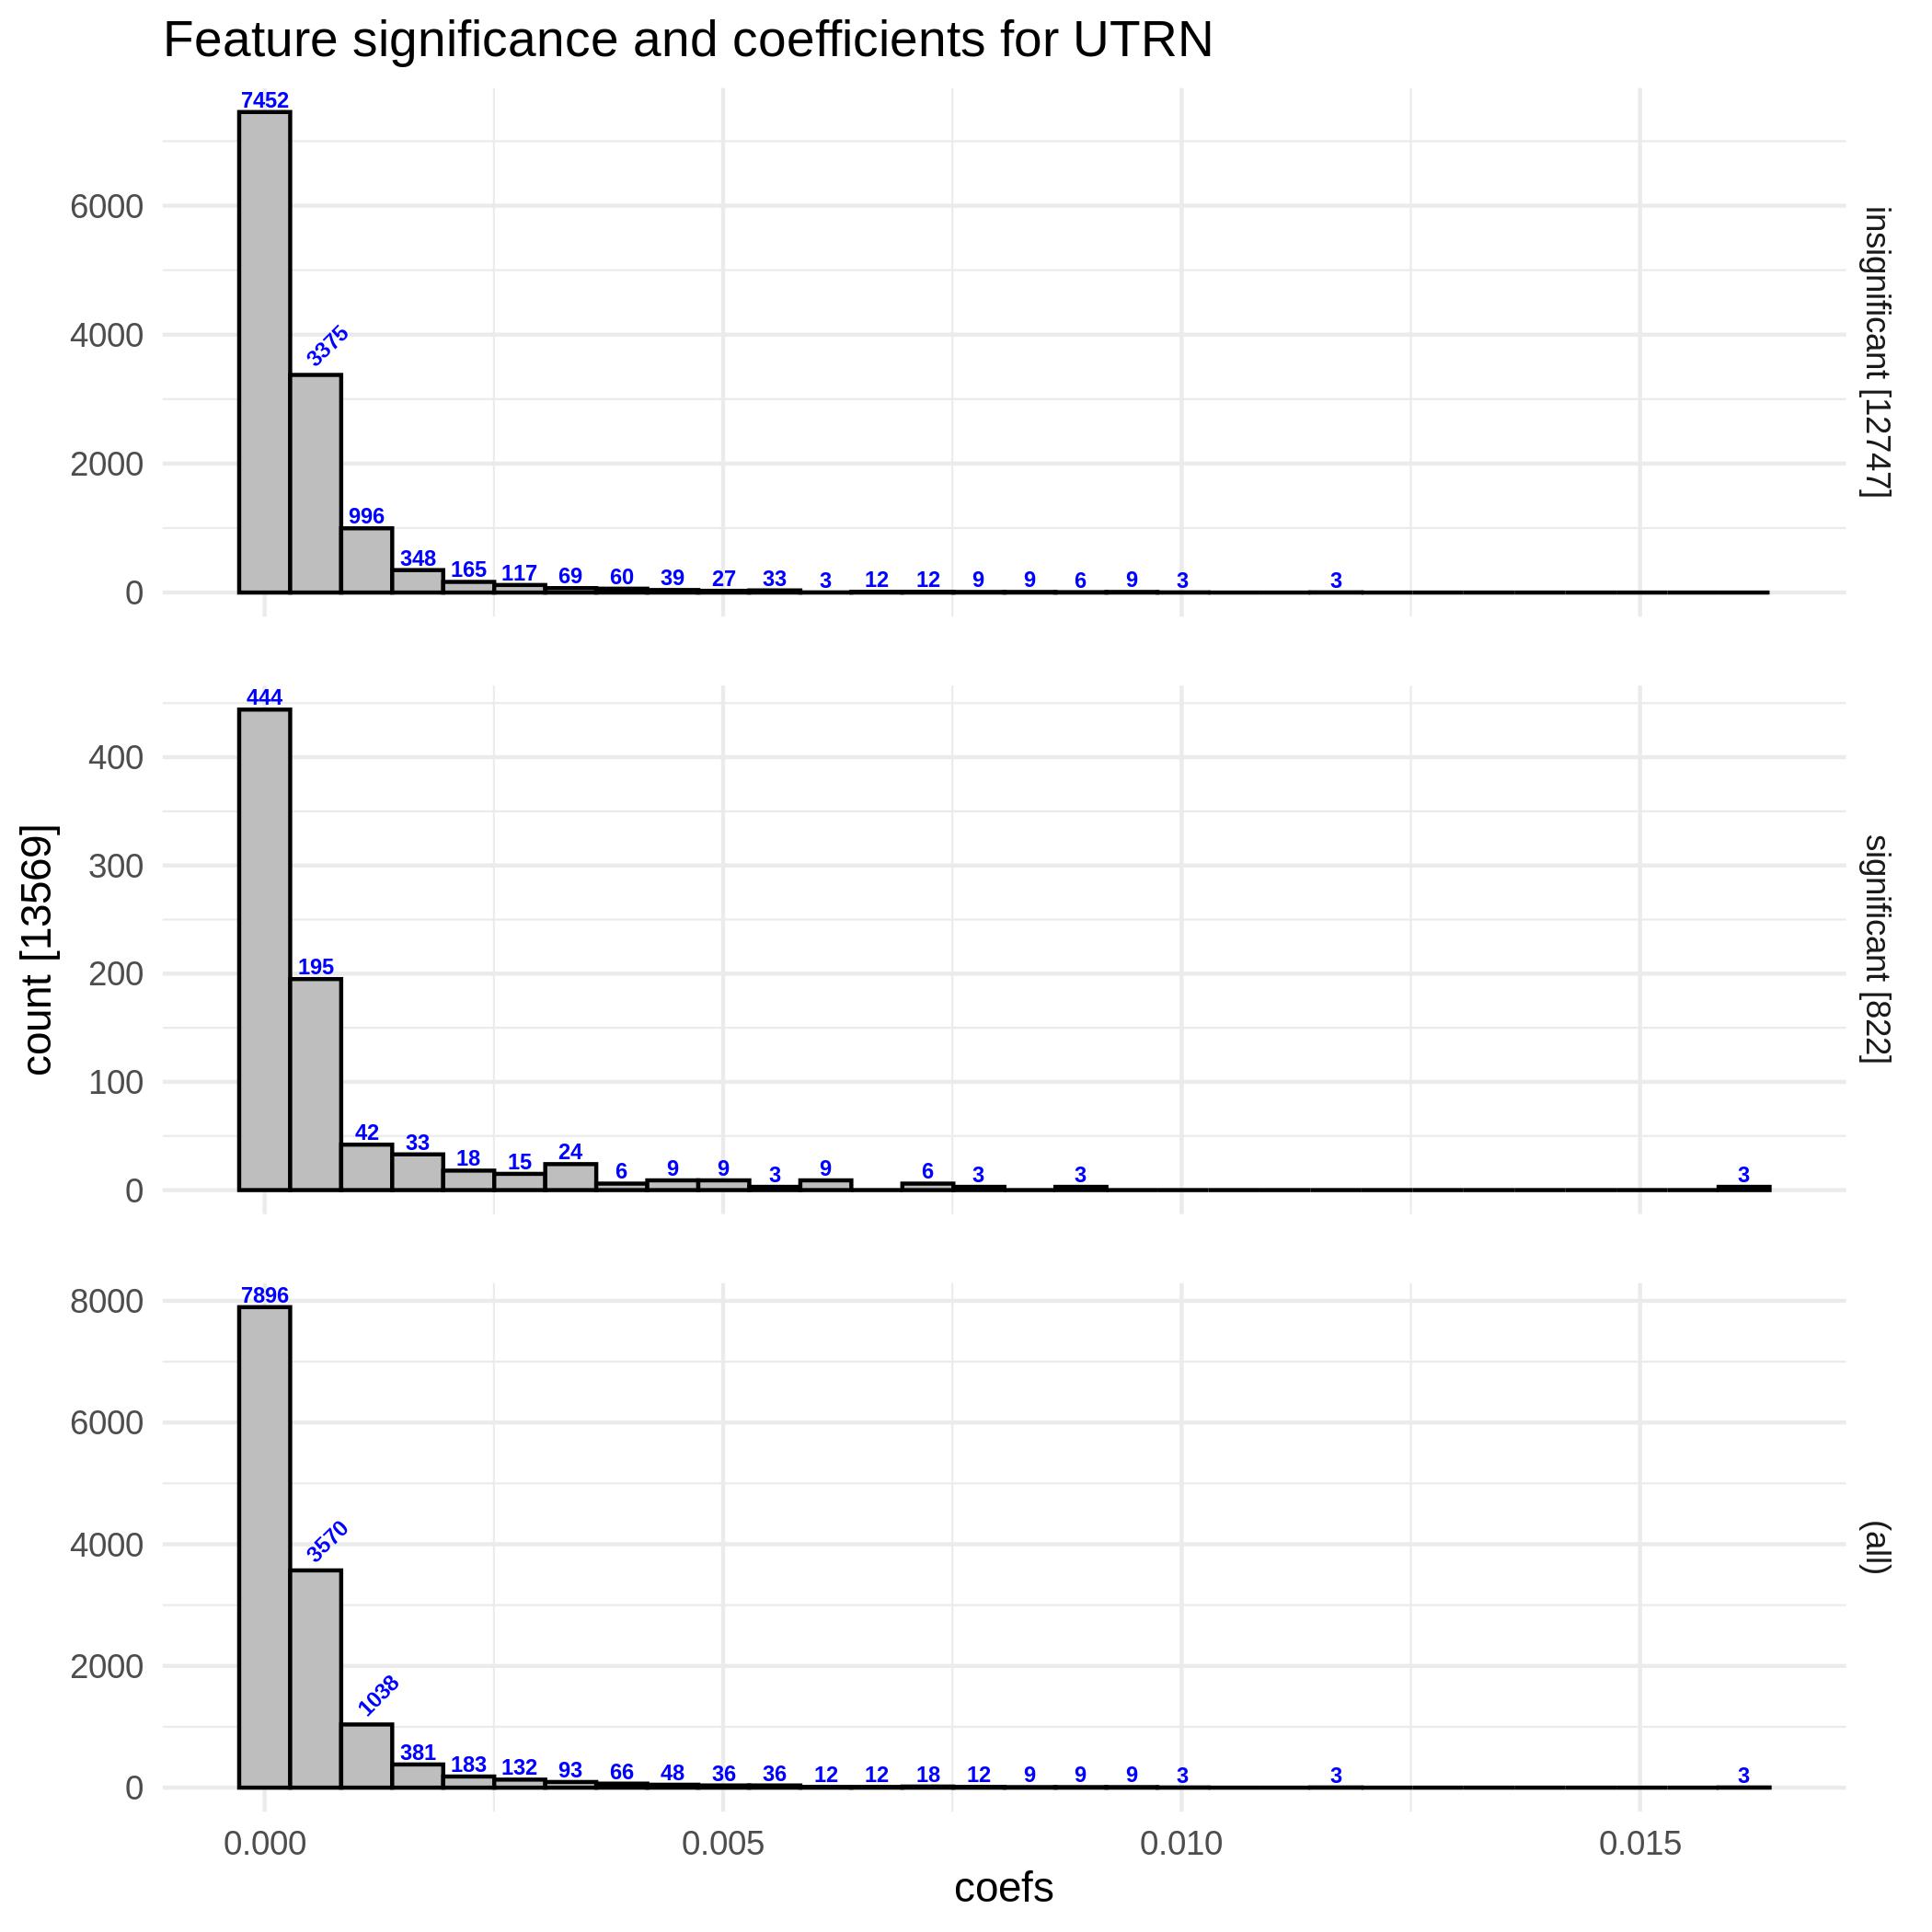 Feature significance and coefficients for UTRN
count [13569]
7452
3375
996
348 165 117 69 60 39 27 33 3 12 12 9 9 6 9 3 3
6000
4000
2000
0
insignificant [12747]
444
195
42 33 18 15 24 6 9 9 3 9 6 3 3 3
400
300
200
100
0
significant [822]
7896
3570
1038
381 183 132 93 66 48 36 36 12 12 18 12 9 9 9 3 3 3
8000
6000
4000
2000
0
(all)
0.000 0.005 0.010 0.015
coefs